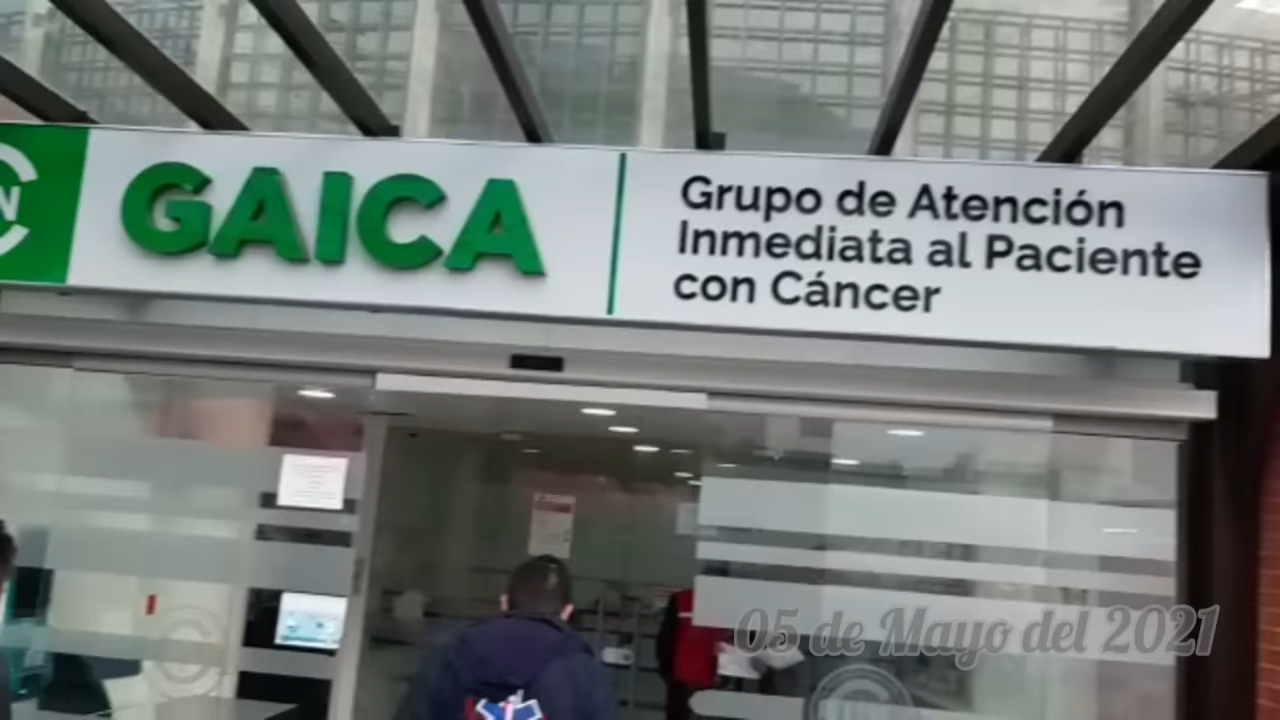 N
GAICA
Grupo de Atención
Inmediata al Paciente
con Cáncer
05 de Mayo del 2021